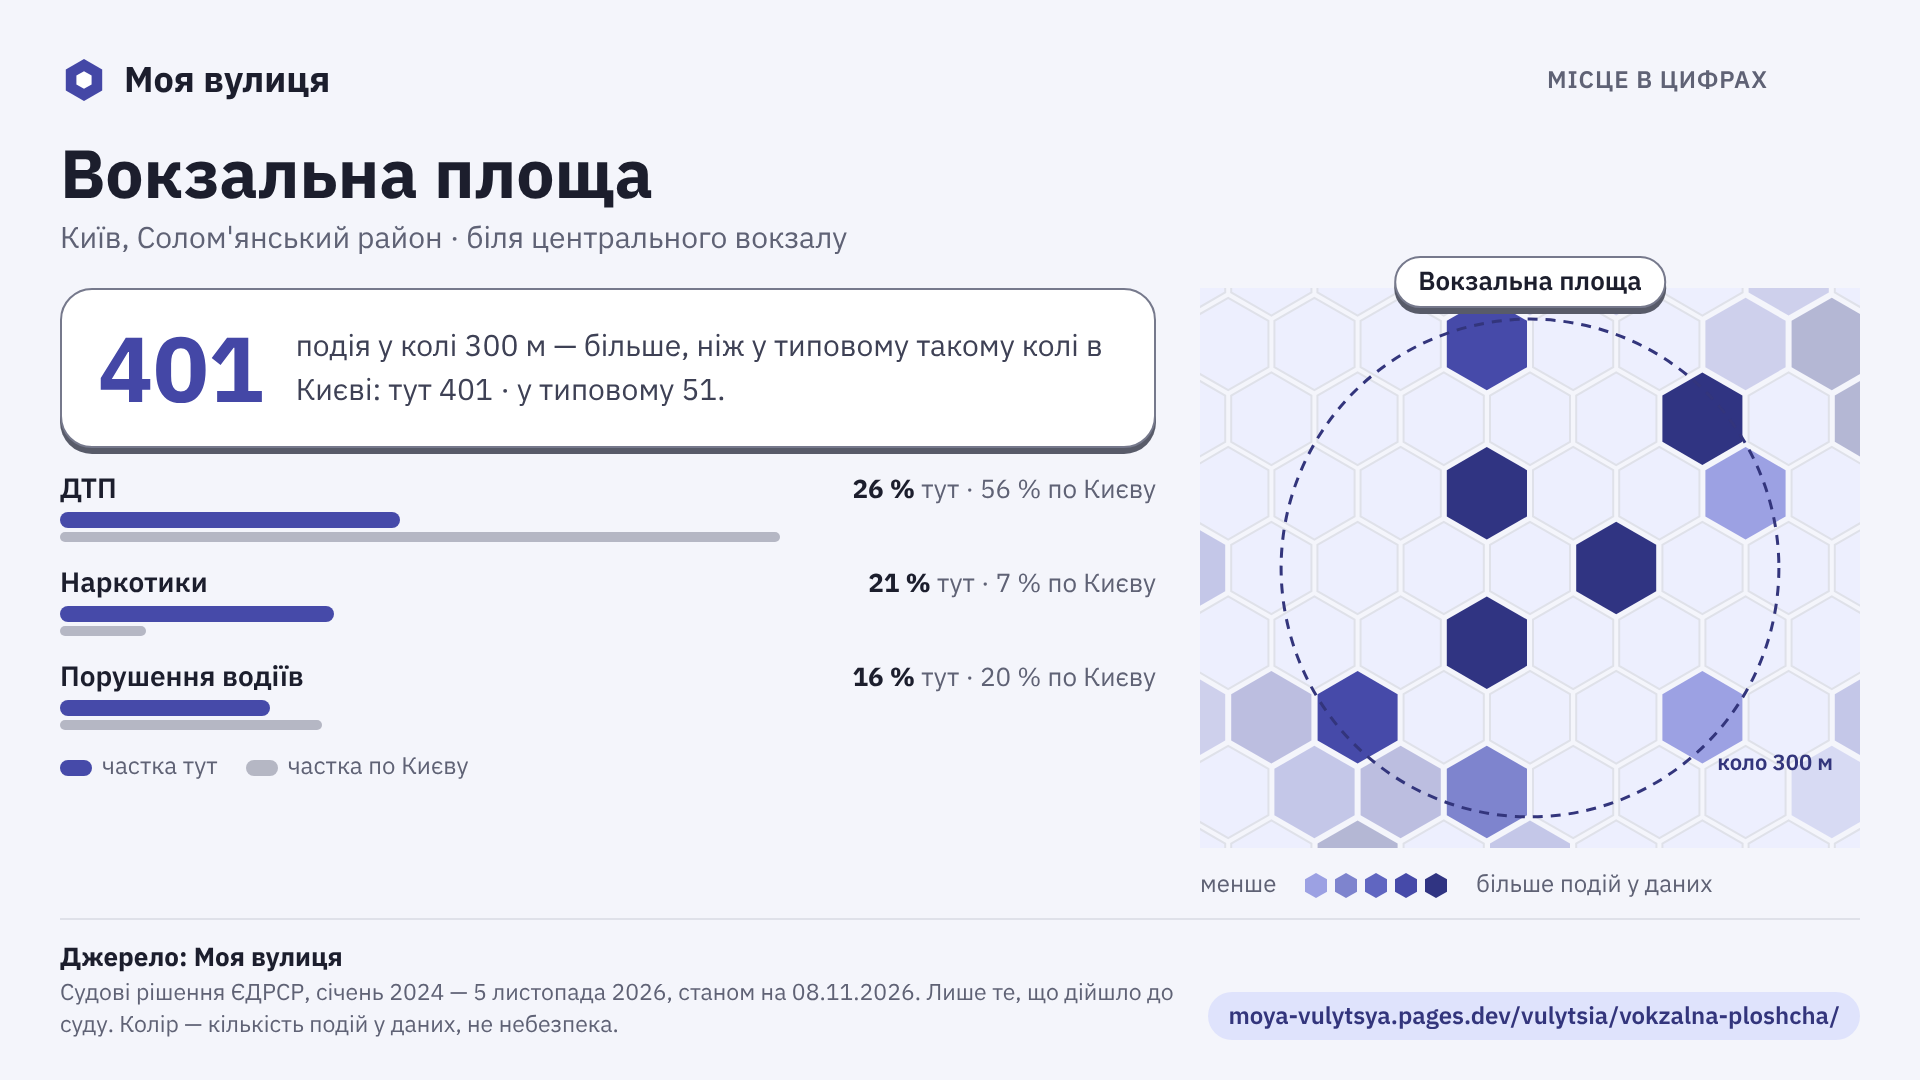 Моя вулиця
МІСЦЕ В ЦИФРАХ
Вокзальна площа
Київ, Солом'янський район · біля центрального вокзалу
401
подія у колі 300 м — більше, ніж у типовому такому колі в
Києві: тут 401 · у типовому 51.
ДТП
26 % тут · 56 % по Києву
Наркотики
21 % тут · 7 % по Києву
Порушення водіїв
16 % тут · 20 % по Києву
частка тут
частка по Києву
Вокзальна площа
коло 300 м
менше
більше подій у даних
Джерело: Моя вулиця
Судові рішення ЄДРСР, січень 2024 — 5 листопада 2026, станом на 08.11.2026. Лише те, що дійшло до
суду. Колір — кількість подій у даних, не небезпека.
moya-vulytsya.pages.dev/vulytsia/vokzalna-ploshcha/